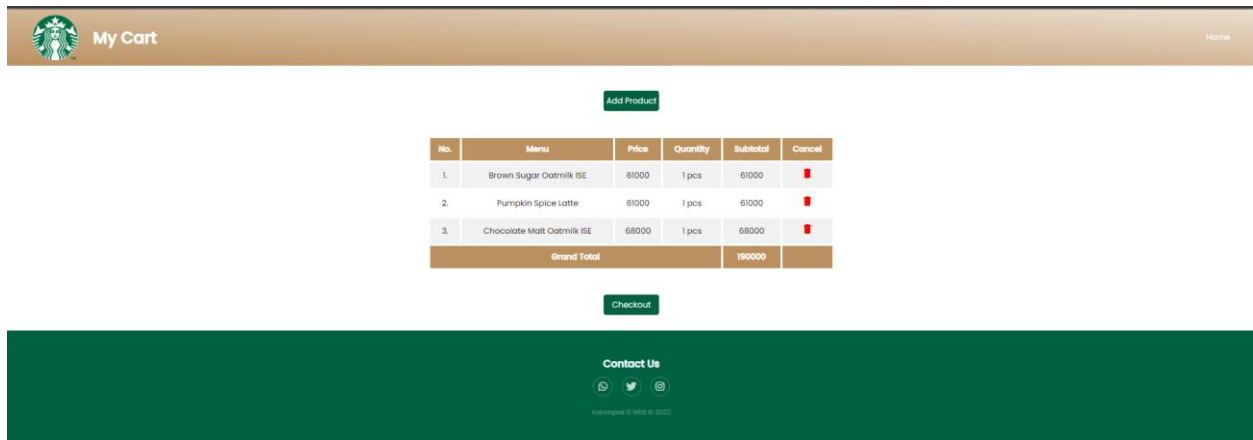 My Cart
Home
Add Product
No. Menu Price Quantity Subtotal Cancel
1. Brown Sugar Oatmilk ISE 61000 1 pcs 61000
2. Pumpkin Spice Latte 61000 1 pcs 61000
3. Chocolate Malt Oatmilk ISE 68000 1 pcs 68000
Grand Total 190000
Checkout
Contact Us
WEB © 2022